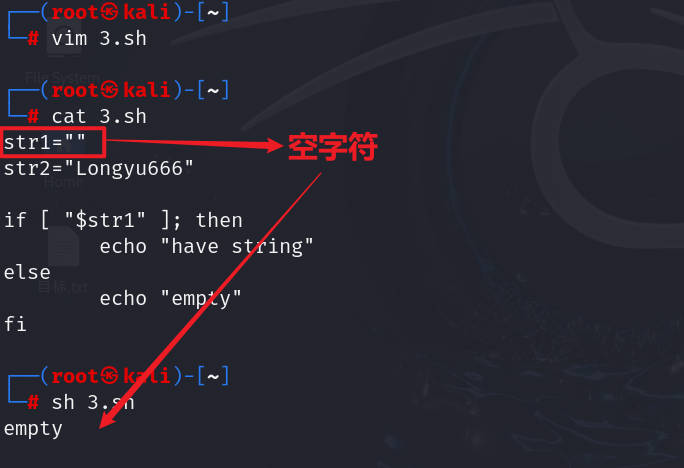 ┌──(root㉿kali)-[~]
└─# vim 3.sh
File System
┌──(root㉿kali)-[~]
└─# cat 3.sh
str1=""
空字符
str2="Longyu666"
Home
if [ "$str1" ]; then
echo "have string"
else
目标.txt
echo "empty"
fi
┌──(root㉿kali)-[~]
└─# sh 3.sh
empty